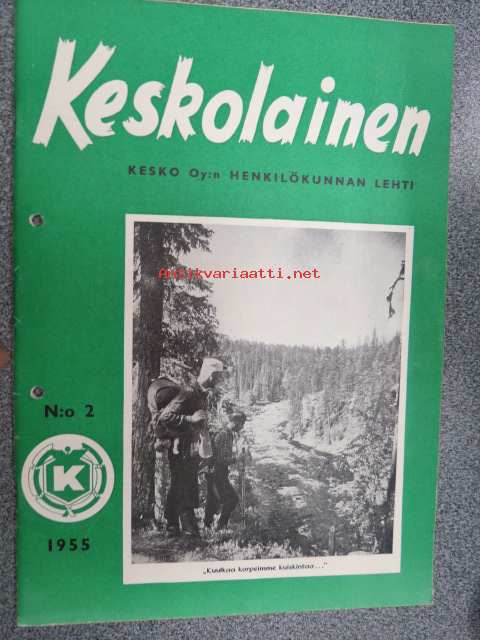 Keskolainen
KESKO Oy:n HENKILÖKUNNAN LEHTI
Antikvariaatti.net
N:o 2
K
1955
„Kuulkaa korpeimme kuiskintaa..."